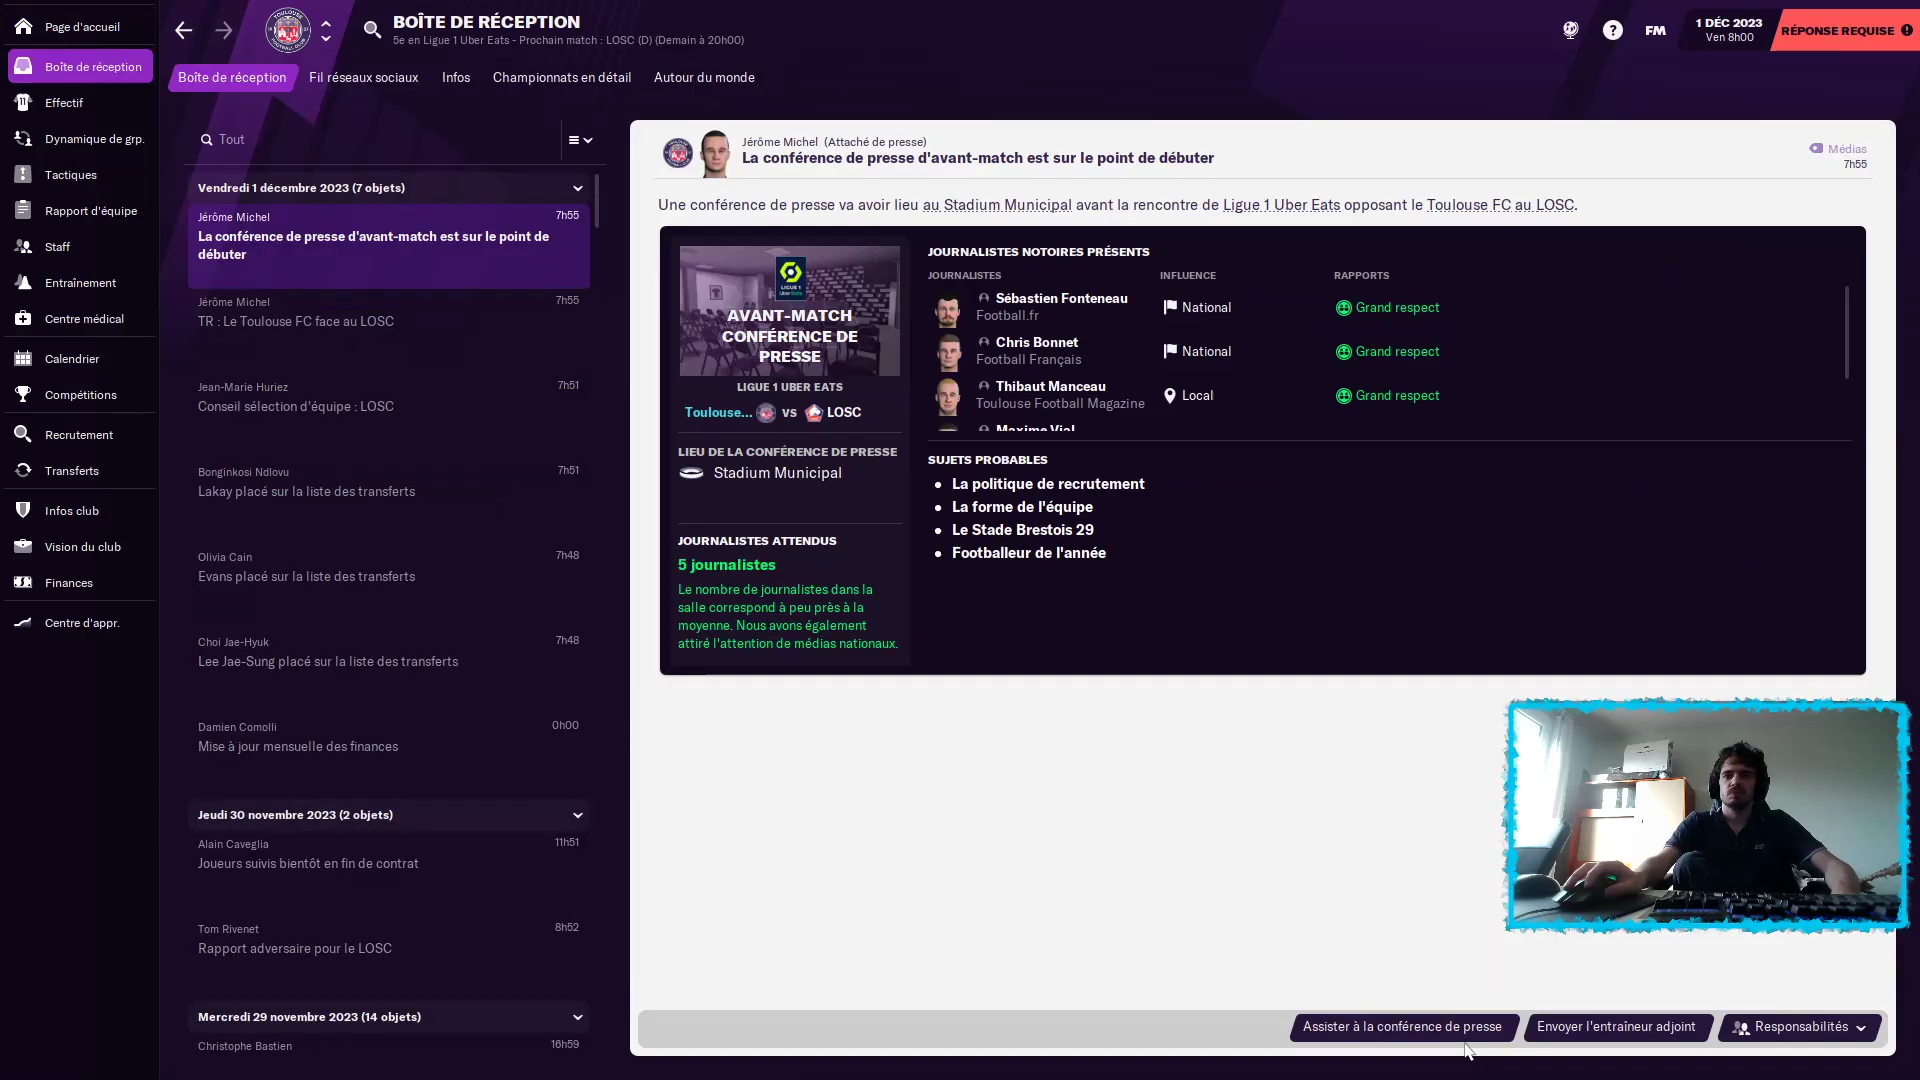 Page d'accueil
Boîte de réception
Effectif
Dynamique de grp.
Tactiques
Rapport d'équipe
Staff
Entraînement
Centre médical
Calendrier
Compétitions
Recrutement
Transferts
Infos club
Vision du club
Finances
Centre d'appr.
BOÎTE DE RÉCEPTION
5e en Ligue 1 Uber Eats - Prochain match : LOSC (D) (Demain à 20h00)
FM
1 DÉC 2023
Ven 8h00
RÉPONSE REQUISE
Boîte de réception
Fil réseaux sociaux
Infos
Championnats en détail
Autour du monde
Tout
Vendredi 1 décembre 2023 (7 objets)
Jérôme Michel 7h55
La conférence de presse d'avant-match est sur le point de
débuter
Jérôme Michel 7h55
TR : Le Toulouse FC face au LOSC
Jean-Marie Huriez 7h51
Conseil sélection d'équipe : LOSC
Bonginkosi Ndlovu 7h51
Lakay placé sur la liste des transferts
Olivia Cain 7h48
Evans placé sur la liste des transferts
Choi Jae-Hyuk 7h48
Lee Jae-Sung placé sur la liste des transferts
Damien Comolli 0h00
Mise à jour mensuelle des finances
Jeudi 30 novembre 2023 (2 objets)
Alain Caveglia 11h51
Joueurs suivis bientôt en fin de contrat
Tom Rivenet 8h52
Rapport adversaire pour le LOSC
Mercredi 29 novembre 2023 (14 objets)
Christophe Bastien 16h59
Jérôme Michel (Attaché de presse)
La conférence de presse d'avant-match est sur le point de débuter
Médias
7h55
Une conférence de presse va avoir lieu au Stadium Municipal avant la rencontre de Ligue 1 Uber Eats opposant le Toulouse FC au LOSC.
LIGUE 1
Uber Eats
AVANT-MATCH
CONFÉRENCE DE
PRESSE
LIGUE 1 UBER EATS
Toulouse... vs LOSC
LIEU DE LA CONFÉRENCE DE PRESSE
Stadium Municipal
JOURNALISTES ATTENDUS
5 journalistes
Le nombre de journalistes dans la
salle correspond à peu près à la
moyenne. Nous avons également
attiré l'attention de médias nationaux.
JOURNALISTES NOTOIRES PRÉSENTS
JOURNALISTES INFLUENCE RAPPORTS
Sébastien Fonteneau
Football.fr
National
Grand respect
Chris Bonnet
Football Français
National
Grand respect
Thibaut Manceau
Toulouse Football Magazine
Local
Grand respect
Maxime Vial
SUJETS PROBABLES
La politique de recrutement
La forme de l'équipe
Le Stade Brestois 29
Footballeur de l'année
Assister à la conférence de presse
Envoyer l'entraîneur adjoint
Responsabilités